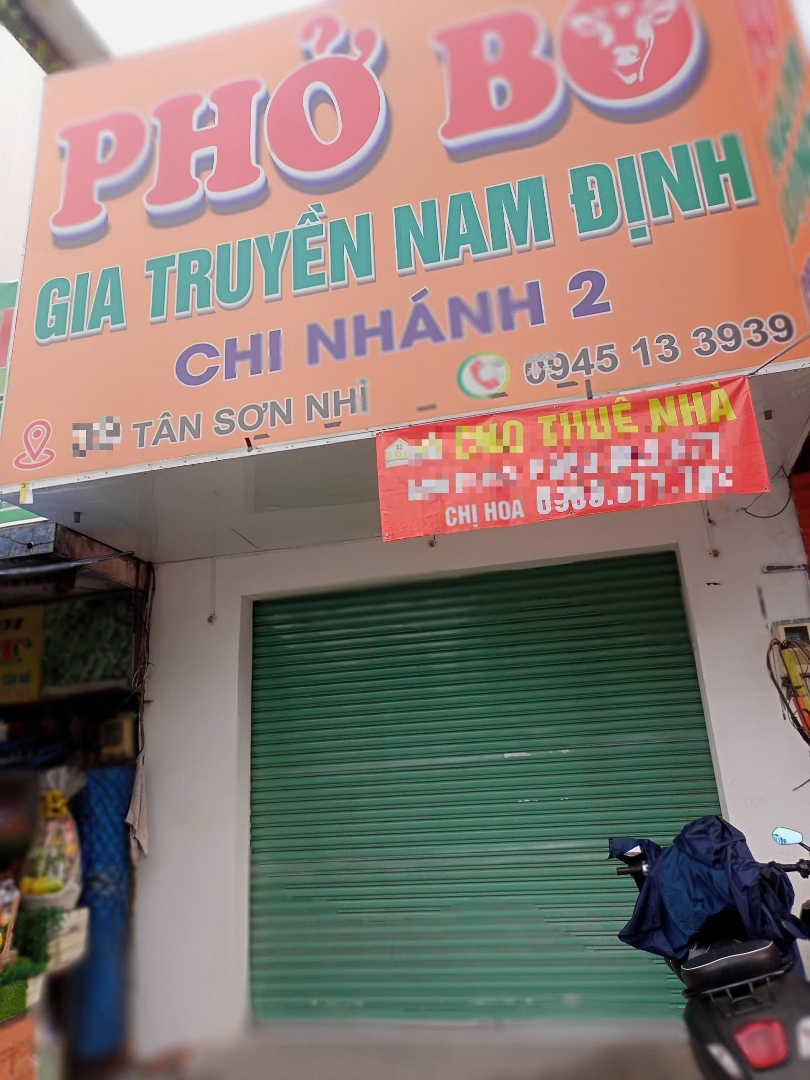 PHỞ BÒ
GIA TRUYỀN NAM ĐỊNH
CHI NHÁNH 2
TÂN SƠN NHÌ
0945 13 3939
CHO THUÊ NHÀ
CHỊ HOA